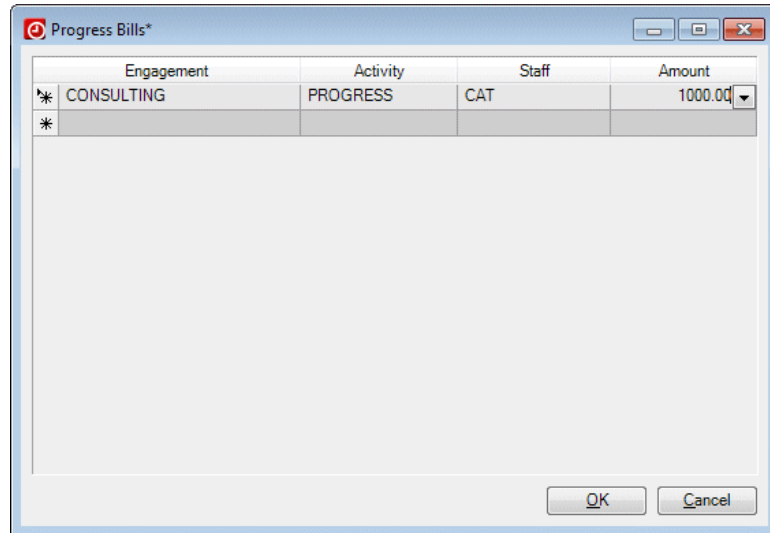 Progress Bills*
Engagement Activity Staff Amount
CONSULTING PROGRESS CAT 1000.00
OK Cancel